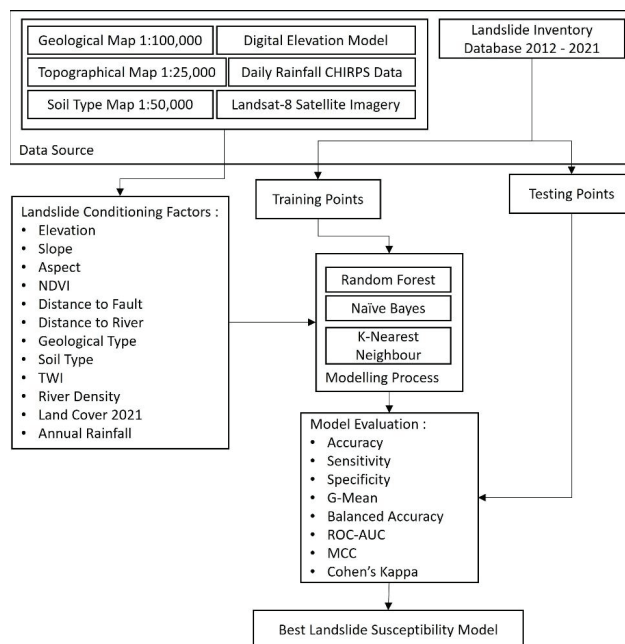 Geological Map 1:100,000
Digital Elevation Model
Topographical Map 1:25,000
Daily Rainfall CHIRPS Data
Soil Type Map 1:50,000
Landsat-8 Satellite Imagery
Data Source
Landslide Inventory
Database 2012 - 2021
Training Points
Testing Points
Landslide Conditioning Factors :
• Elevation
• Slope
• Aspect
• NDVI
• Distance to Fault
• Distance to River
• Geological Type
• Soil Type
• TWI
• River Density
• Land Cover 2021
• Annual Rainfall
Random Forest
Naïve Bayes
K-Nearest
Neighbour
Modelling Process
Model Evaluation :
• Accuracy
• Sensitivity
• Specificity
• G-Mean
• Balanced Accuracy
• ROC-AUC
• MCC
• Cohen's Kappa
Best Landslide Susceptibility Model